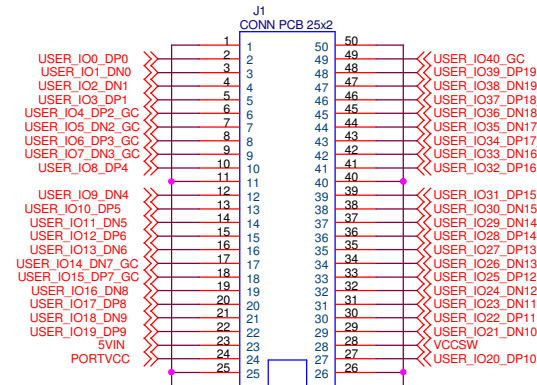 J1
CONN PCB 25x2
1 1 50 50
USER_IO0_DP0 2 2 49 49 USER_IO40_GC
USER_IO1_DN0 3 3 48 48 USER_IO39_DP19
USER_IO2_DN1 4 4 47 47 USER_IO38_DN19
USER_IO3_DP1 5 5 46 46 USER_IO37_DP18
USER_IO4_DP2_GC 6 6 45 45 USER_IO36_DN18
USER_IO5_DN2_GC 7 7 44 44 USER_IO35_DN17
USER_IO6_DP3_GC 8 8 43 43 USER_IO34_DP17
USER_IO7_DN3_GC 9 9 42 42 USER_IO33_DN16
USER_IO8_DP4 10 10 41 41 USER_IO32_DP16
11 11 40 40
USER_IO9_DN4 12 12 39 39 USER_IO31_DP15
USER_IO10_DP5 13 13 38 38 USER_IO30_DN15
USER_IO11_DN5 14 14 37 37 USER_IO29_DN14
USER_IO12_DP6 15 15 36 36 USER_IO28_DP14
USER_IO13_DN6 16 16 35 35 USER_IO27_DP13
USER_IO14_DN7_GC 17 17 34 34 USER_IO26_DN13
USER_IO15_DP7_GC 18 18 33 33 USER_IO25_DP12
USER_IO16_DN8 19 19 32 32 USER_IO24_DN12
USER_IO17_DP8 20 20 31 31 USER_IO23_DN11
USER_IO18_DN9 21 21 30 30 USER_IO22_DP11
USER_IO19_DP9 22 22 29 29 USER_IO21_DN10
5VIN 23 23 28 28 VCCSW
PORTVCC 24 24 27 27 USER_IO20_DP10
25 25 26 26